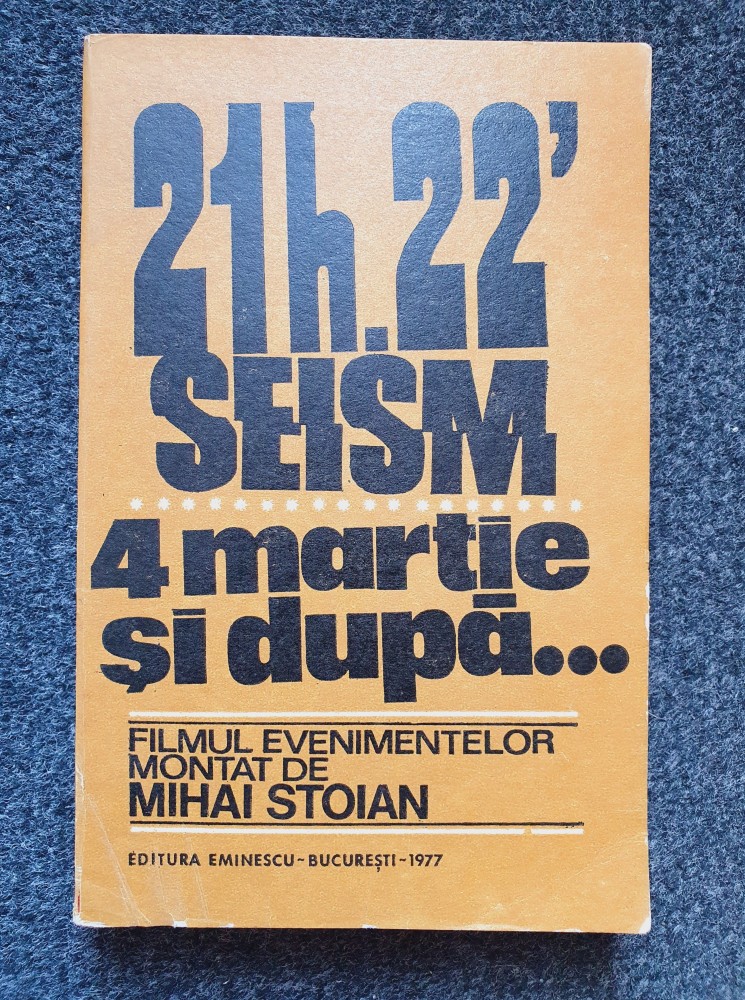 21h.22'
SEISM
4 martie
și după...
FILMUL EVENIMENTELOR
MONTAT DE
MIHAI STOIAN
EDITURA EMINESCU~BUCUREȘTI~1977